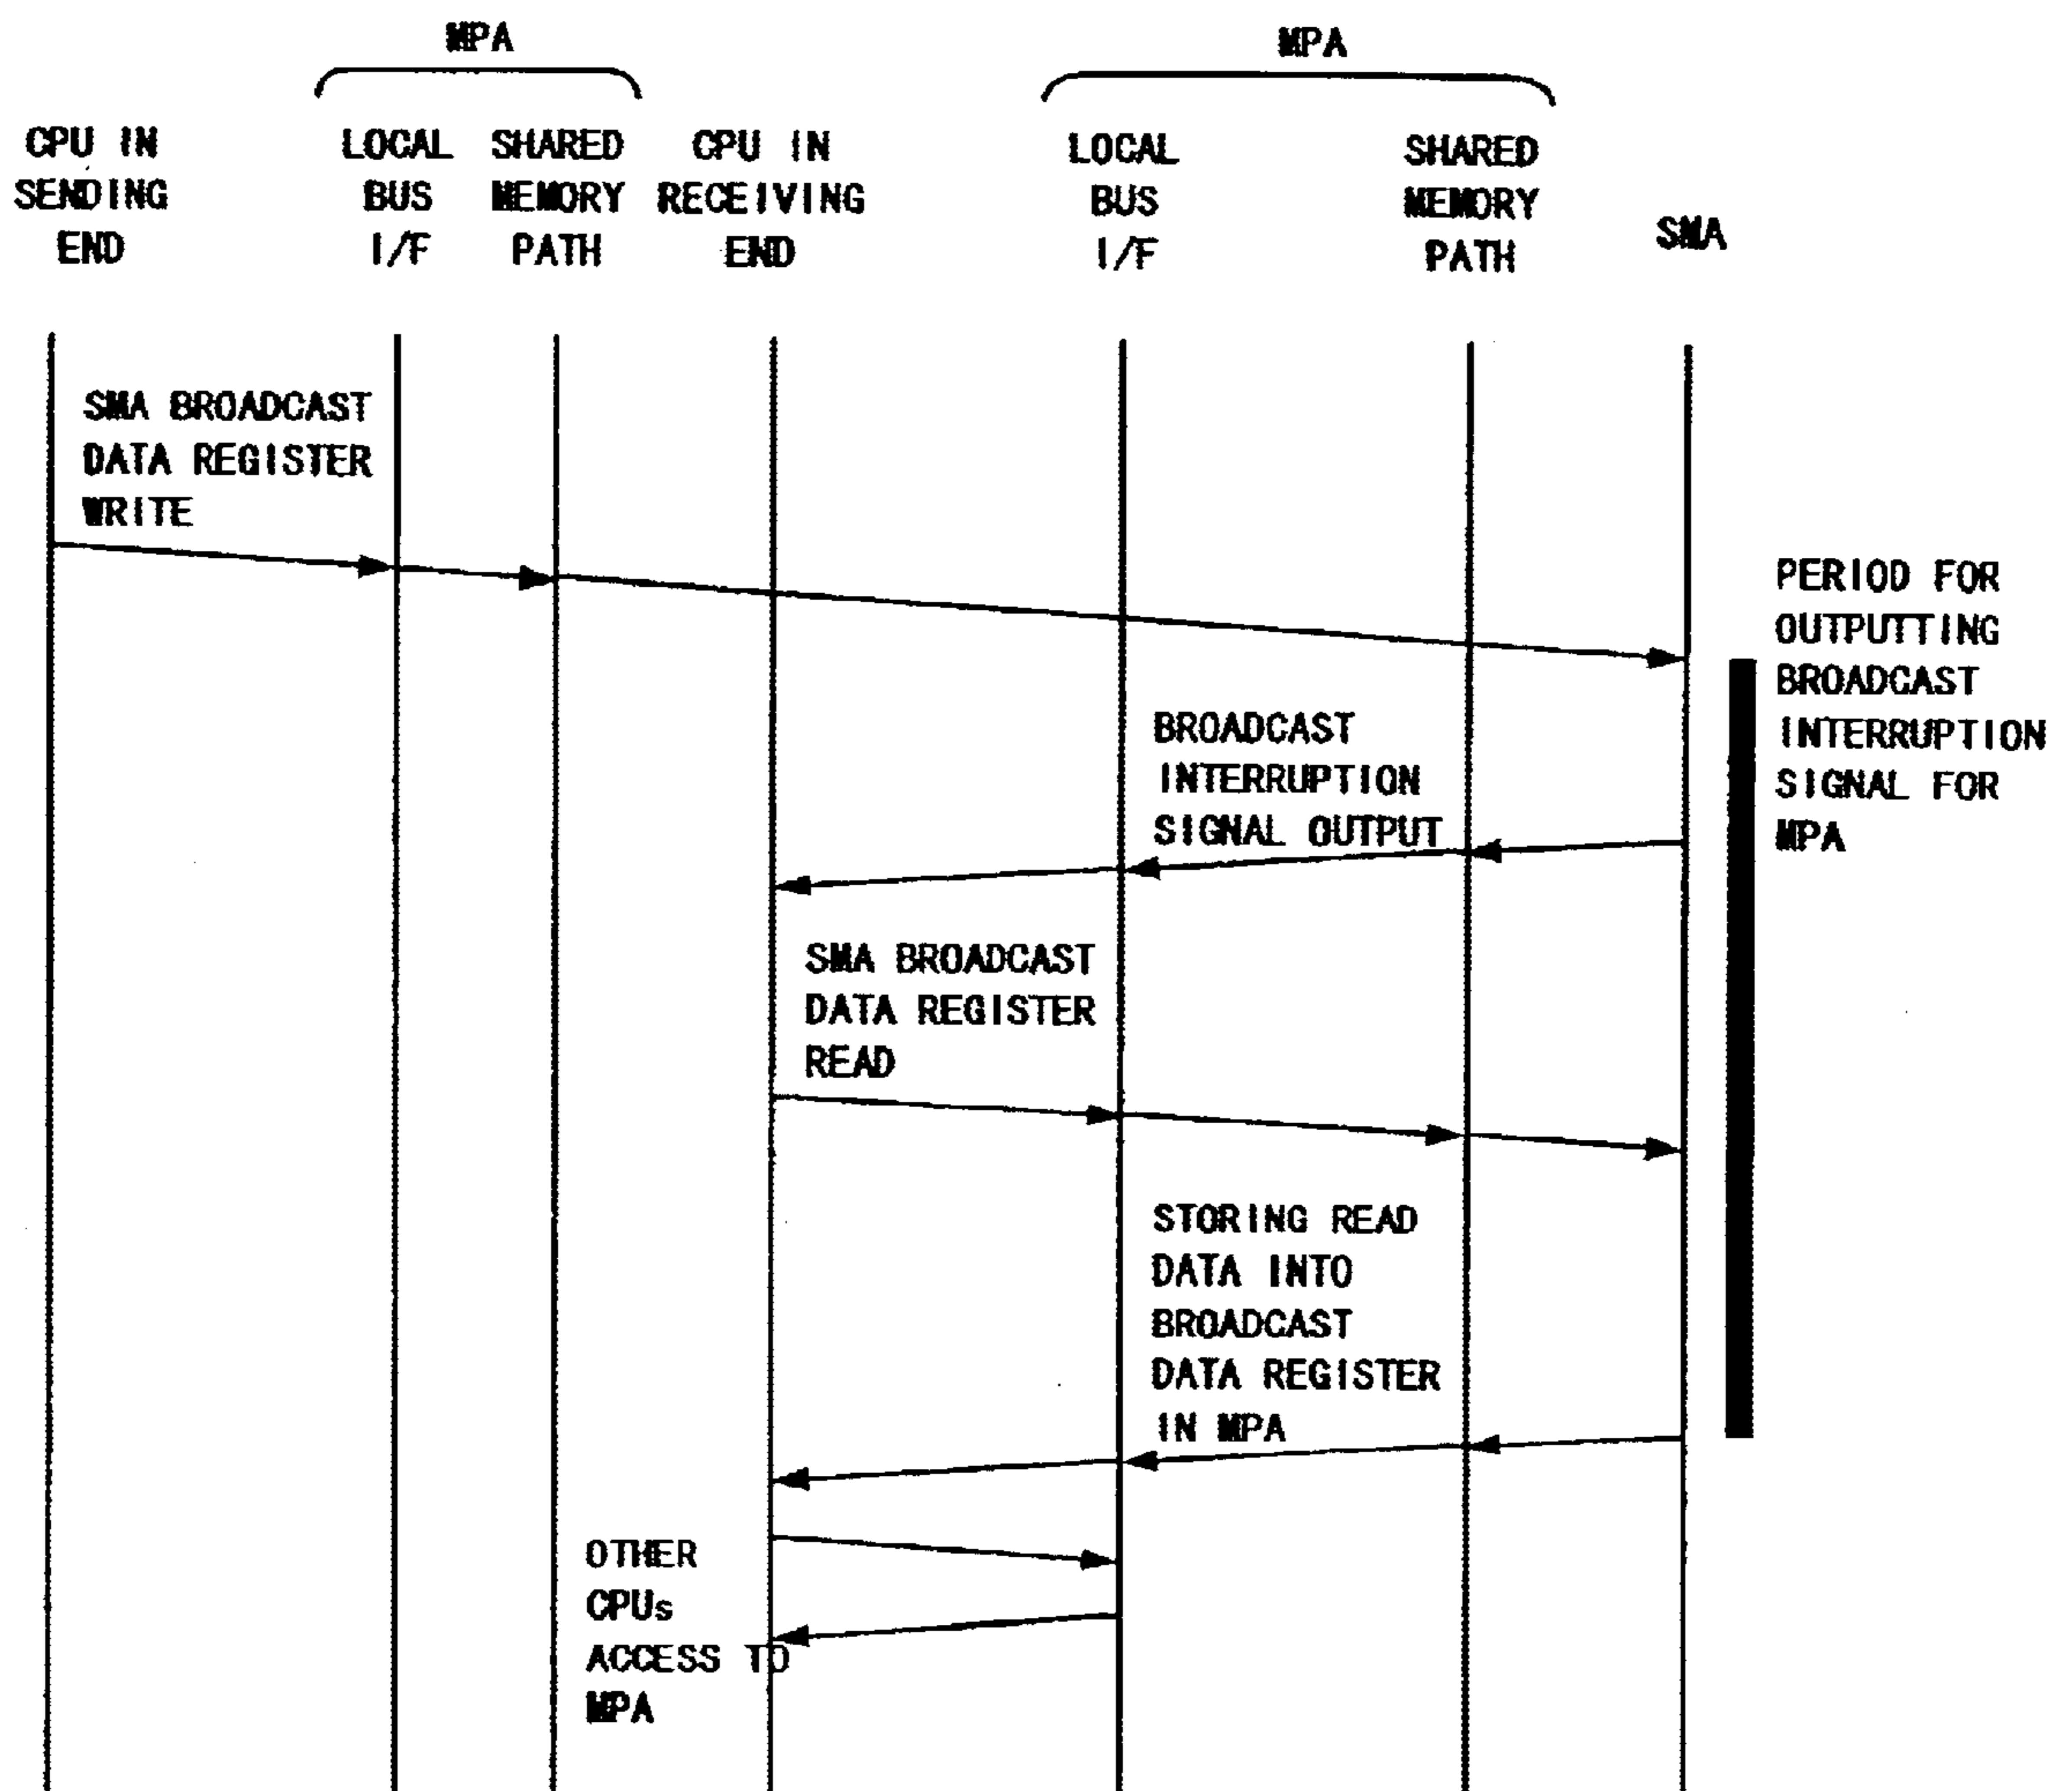 MPA
MPA
CPU IN
SENDING
END
LOCAL
BUS
I/F
SHARED
MEMORY
PATH
CPU IN
RECEIVING
END
LOCAL
BUS
I/F
SHARED
MEMORY
PATH
SMA
SMA BROADCAST
DATA REGISTER
WRITE
PERIOD FOR
OUTPUTTING
BROADCAST
INTERRUPTION
SIGNAL FOR
MPA
BROADCAST
INTERRUPTION
SIGNAL OUTPUT
SMA BROADCAST
DATA REGISTER
READ
STORING READ
DATA INTO
BROADCAST
DATA REGISTER
IN MPA
OTHER
CPUs
ACCESS TO
MPA